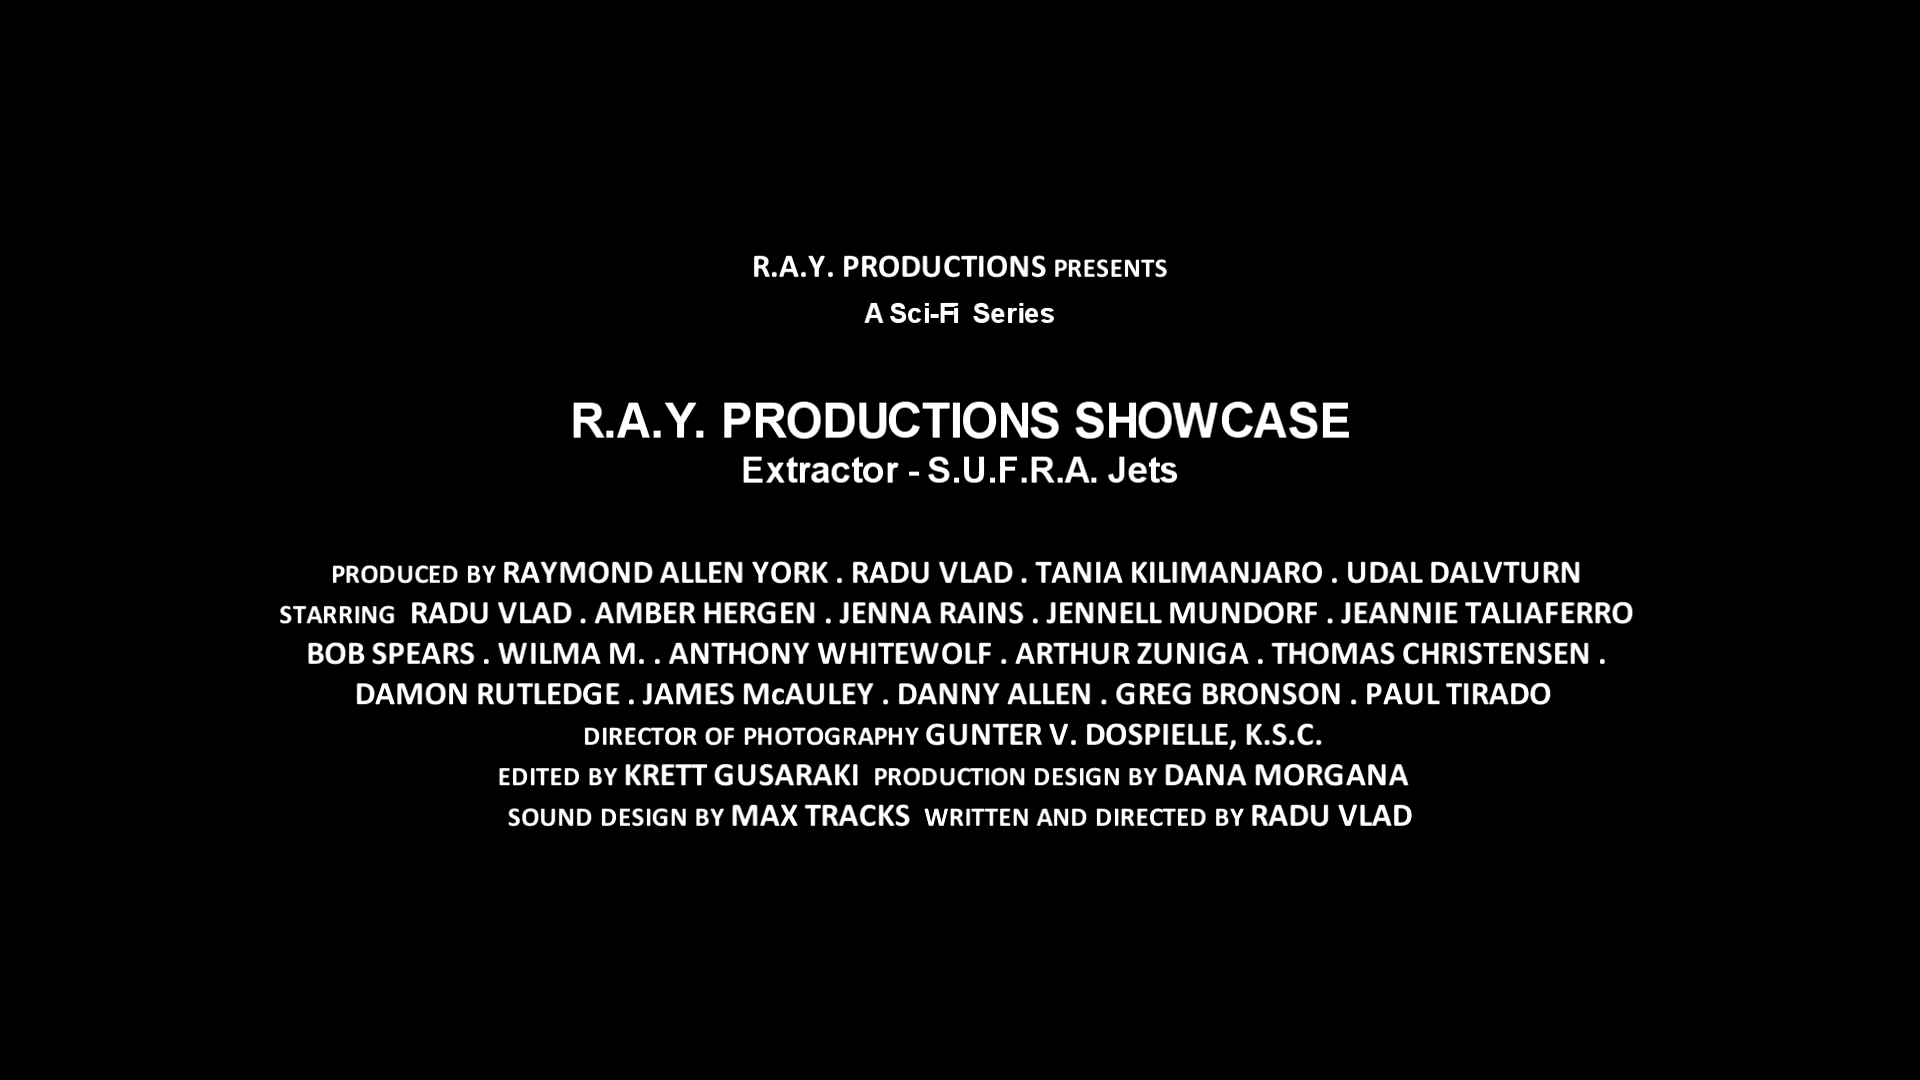 R.A.Y. PRODUCTIONS PRESENTS
A Sci-Fi Series
R.A.Y. PRODUCTIONS SHOWCASE
Extractor - S.U.F.R.A. Jets
PRODUCED BY RAYMOND ALLEN YORK . RADU VLAD . TANIA KILIMANJARO . UDAL DALVTURN
STARRING RADU VLAD . AMBER HERGEN . JENNA RAINS . JENNELL MUNDORF . JEANNIE TALIAFERRO
BOB SPEARS . WILMA M. . ANTHONY WHITEWOLF . ARTHUR ZUNIGA . THOMAS CHRISTENSEN .
DAMON RUTLEDGE . JAMES McAULEY . DANNY ALLEN . GREG BRONSON . PAUL TIRADO
DIRECTOR OF PHOTOGRAPHY GUNTER V. DOSPIELLE, K.S.C.
EDITED BY KRETT GUSARAKI PRODUCTION DESIGN BY DANA MORGANA
SOUND DESIGN BY MAX TRACKS WRITTEN AND DIRECTED BY RADU VLAD